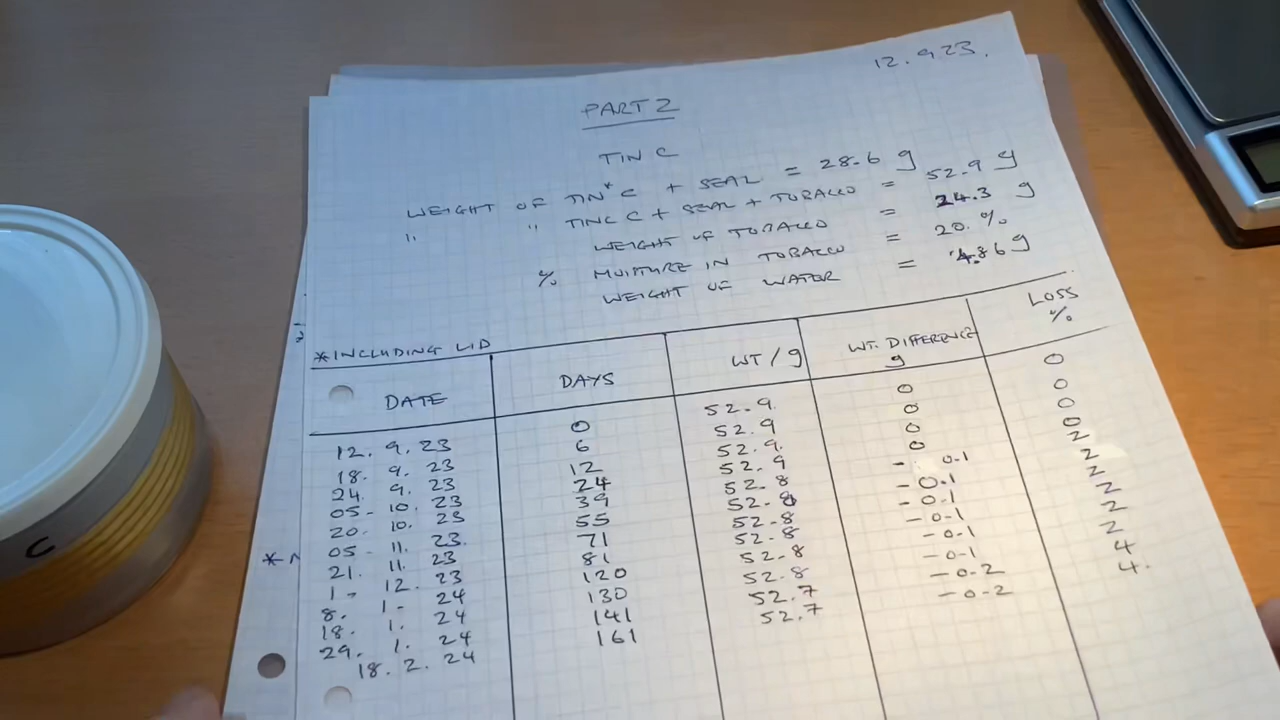 12.9.23.
PART 2
TIN C
WEIGHT OF TIN* C + SEAL = 28.6 g
" " TINC C + SEAL + TOBACCO = 52.9 g
WEIGHT OF TOBACCO = 24.3 g
% MOISTURE IN TOBACCO = 20.%
WEIGHT OF WATER = 4.86 g
*INCLUDING LID
DATE DAYS WT/g WT. DIFFERENCE g LOSS %
12.9.23 0 52.9 0 0
18.9.23 6 52.9 0 0
24.9.23 12 52.9. 0 0
05-10.23 24 52.9 0 0
20.10.23 39 52.8 -0.1 2
05-11.23. 55 52.8 -0.1 2
21.11.23 71 52.8 -0.1 2
1-12.23 81 52.8 -0.1 2
8.1-24 120 52.8 -0.1 2
18.1.24 130 52.8 -0.1 2
29.1.24 141 52.7 -0.2 4
18.2.24 161 52.7 -0.2 4.
C